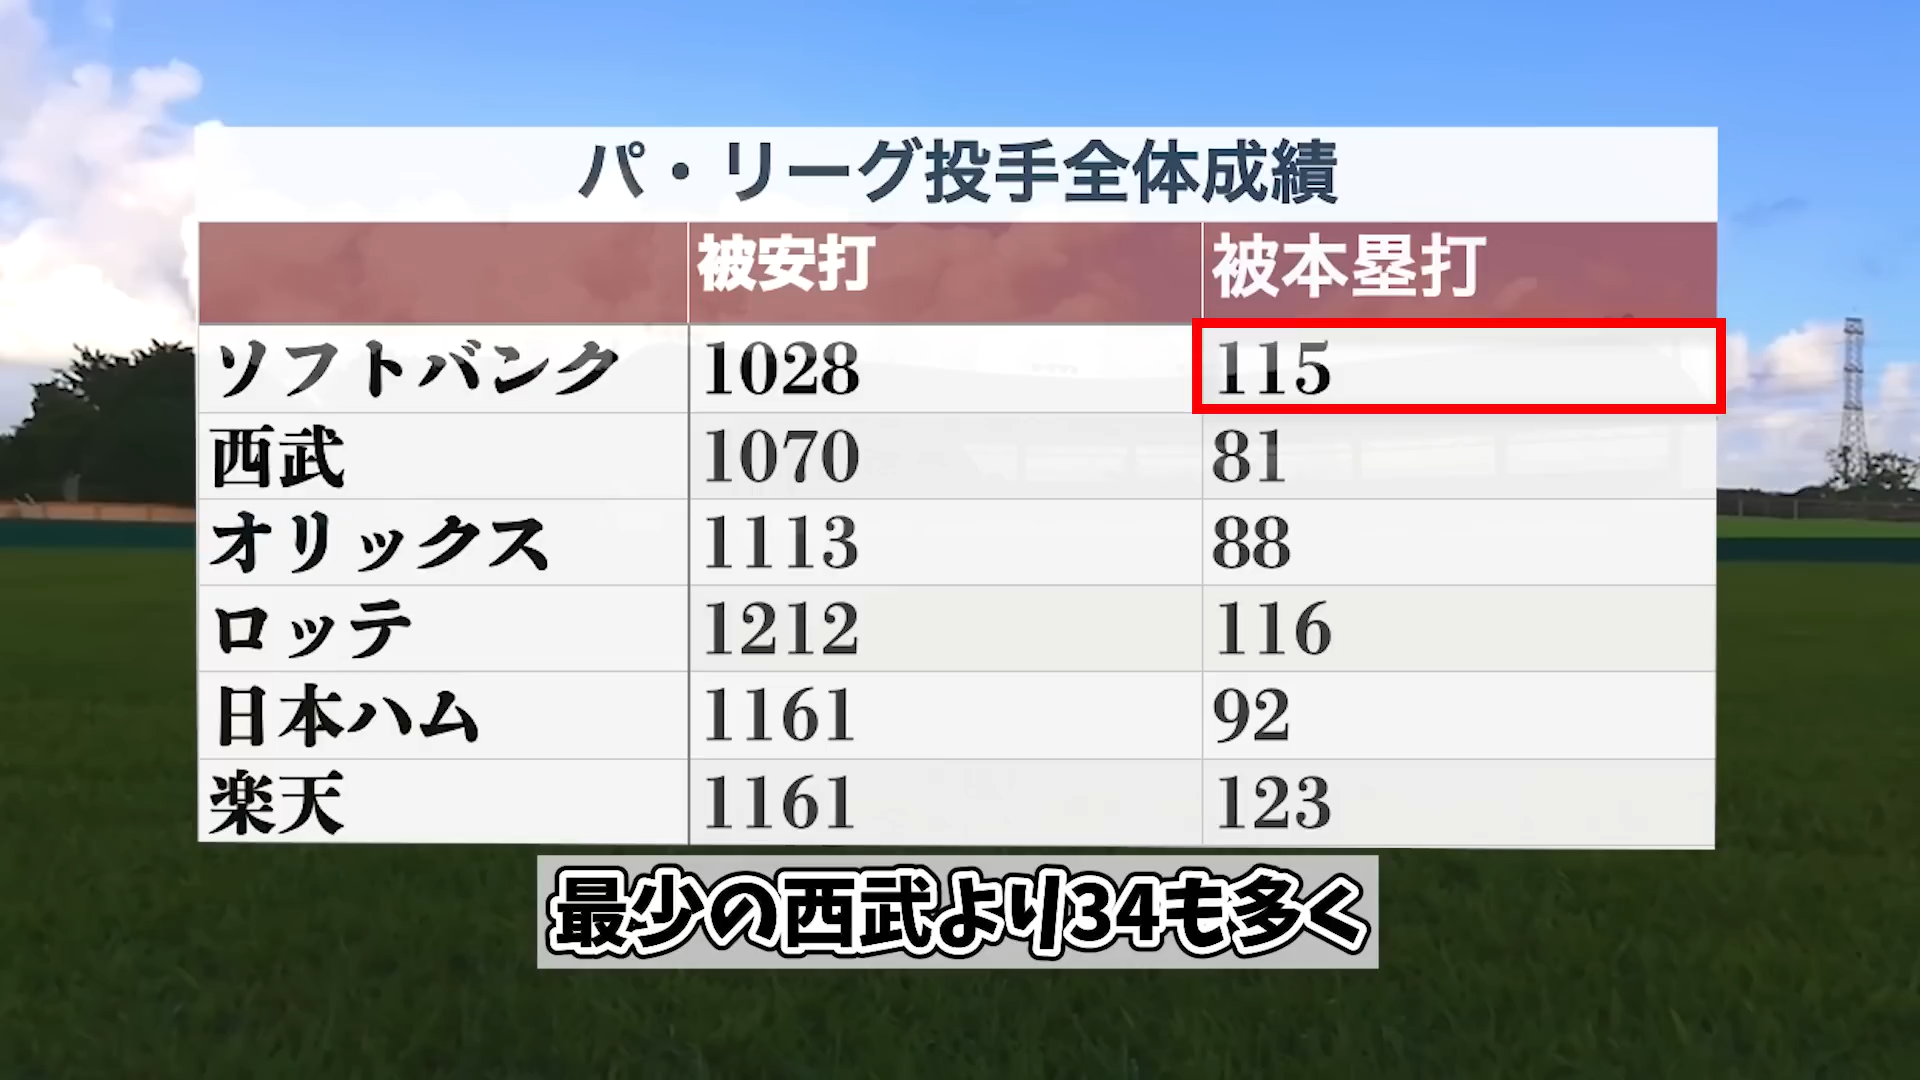 パ・リーグ投手全体成績
被安打 被本塁打
ソフトバンク 1028 115
西武 1070 81
オリックス 1113 88
ロッテ 1212 116
日本ハム 1161 92
楽天 1161 123
最少の西武より34も多く